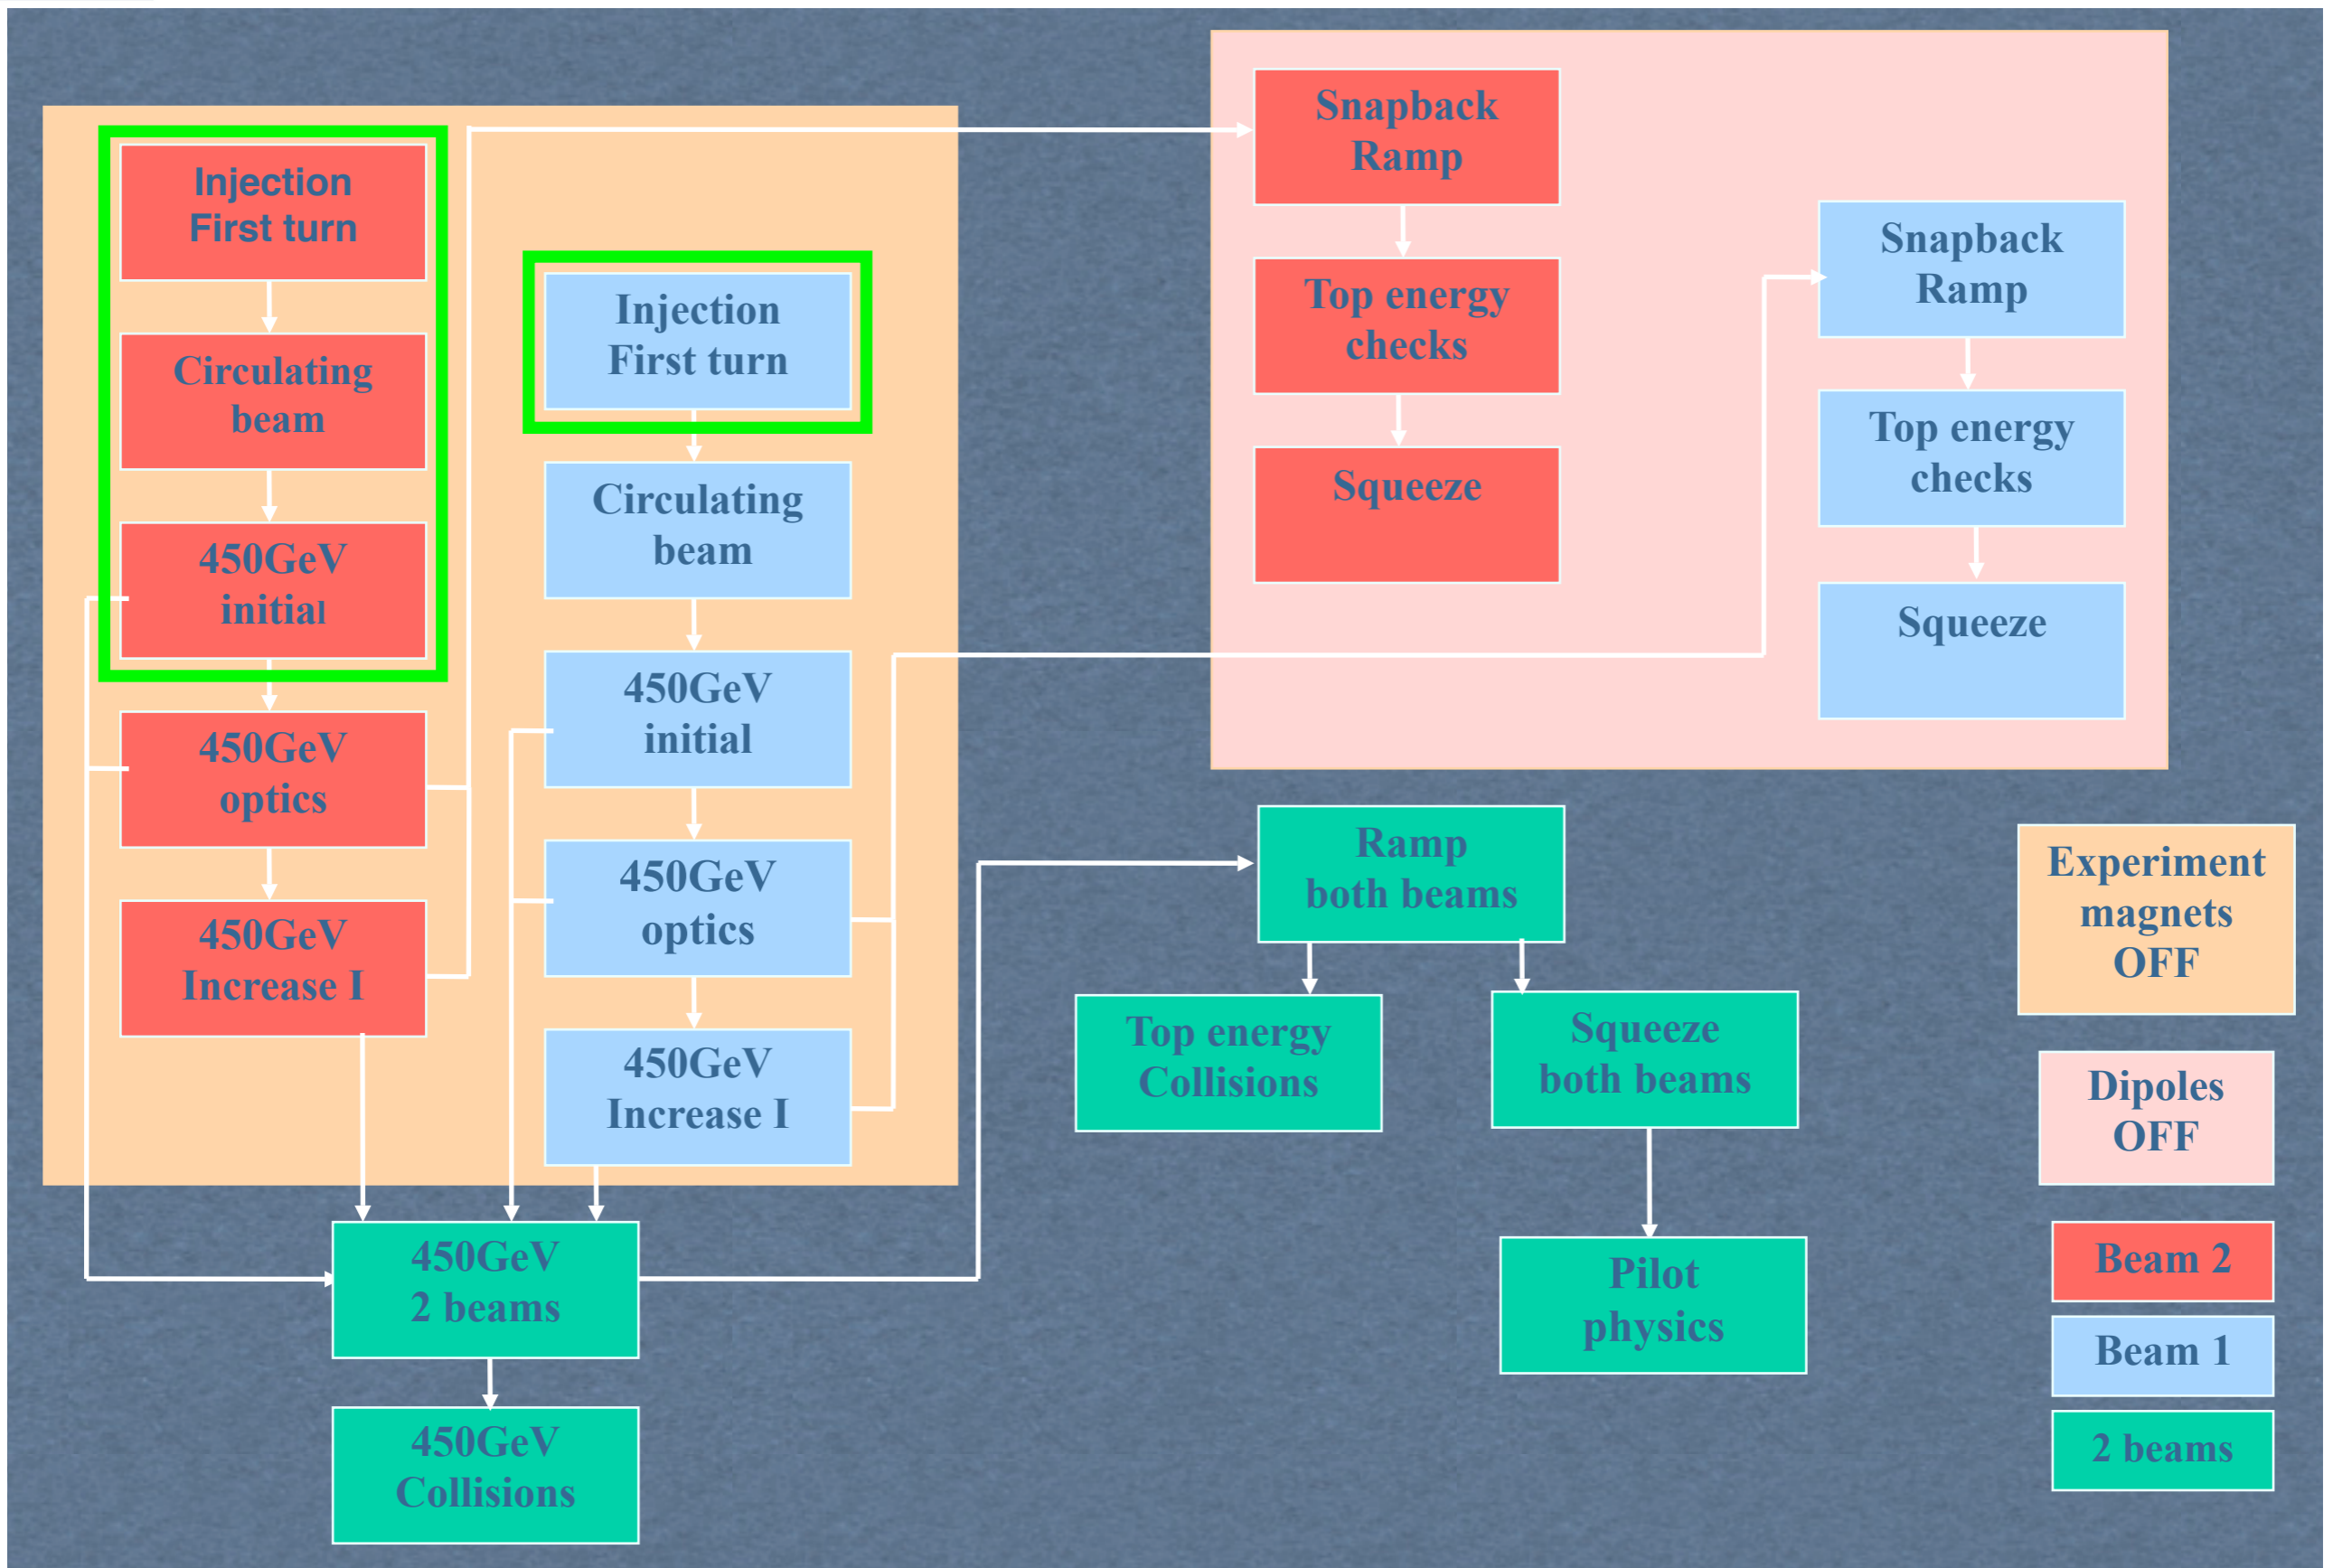 Injection
First turn
Circulating
beam
450GeV
initial
450GeV
optics
450GeV
Increase I
Injection
First turn
Circulating
beam
450GeV
initial
450GeV
optics
450GeV
Increase I
450GeV
2 beams
450GeV
Collisions
Snapback
Ramp
Top energy
checks
Squeeze
Snapback
Ramp
Top energy
checks
Squeeze
Ramp
both beams
Top energy
Collisions
Squeeze
both beams
Pilot
physics
Experiment
magnets
OFF
Dipoles
OFF
Beam 2
Beam 1
2 beams